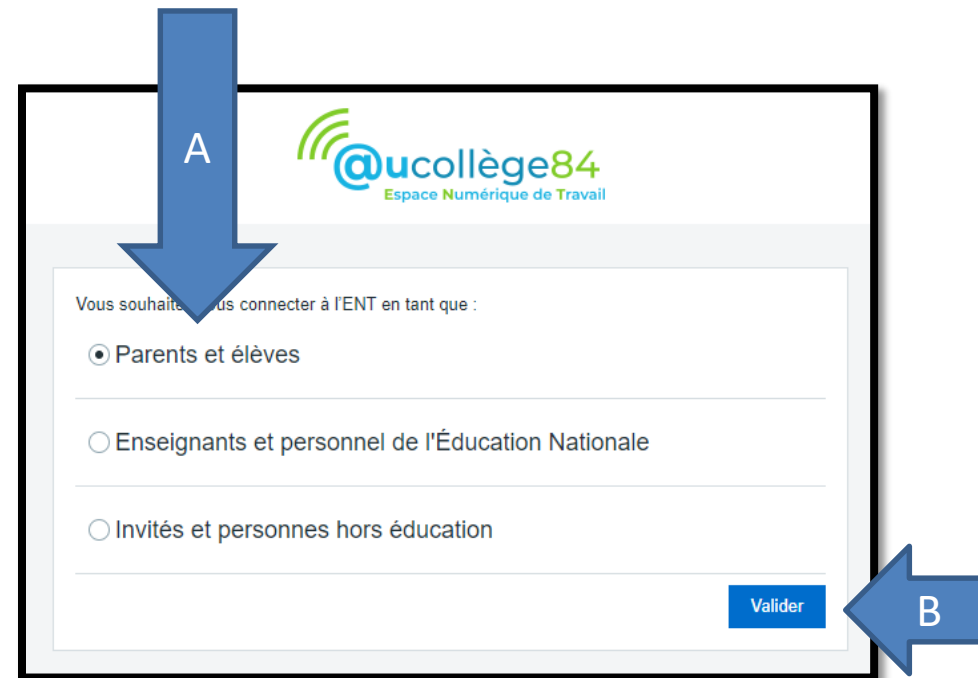 A
@ucollège84
Espace Numérique de Travail
Vous souhaite us connecter à l'ENT en tant que :
Parents et élèves
Enseignants et personnel de l'Éducation Nationale
Invités et personnes hors éducation
Valider
B